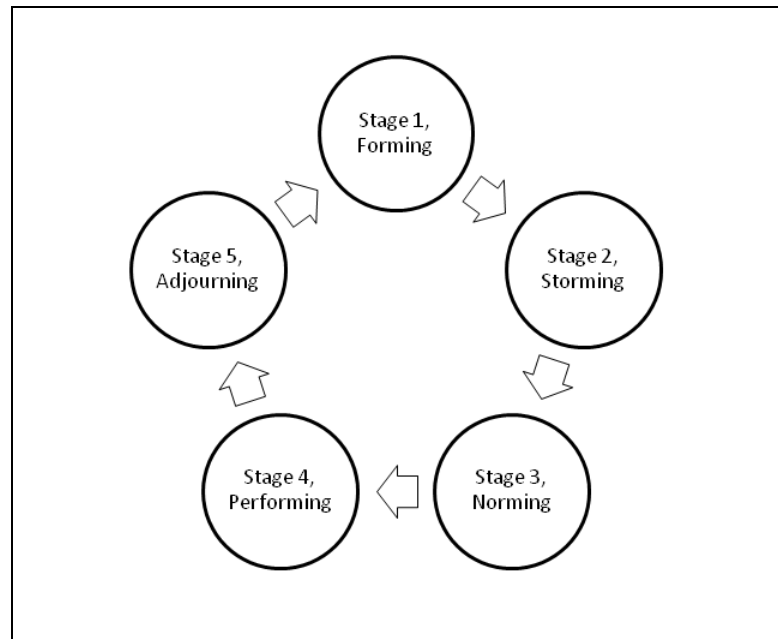 Stage 1,
Forming
Stage 2,
Storming
Stage 3,
Norming
Stage 4,
Performing
Stage 5,
Adjourning